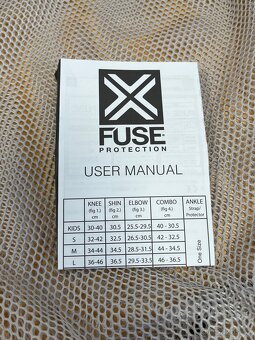 FUSE
PROTECTION
USER MANUAL
KNEE (fig 1.) cm SHIN (fig 2.) cm ELBOW (fig 3.) cm COMBO (fig 4.) cm ANKLE Strap/Protector
KIDS 30-40 30.5 25.5-29.5 40 - 30.5
S 32-42 32.5 26.5-30.5 42 - 32.5
M 34-44 34.5 28.5-31.5 44 - 34.5
L 36-46 36.5 29.5-33.5 46 - 36.5
One Size